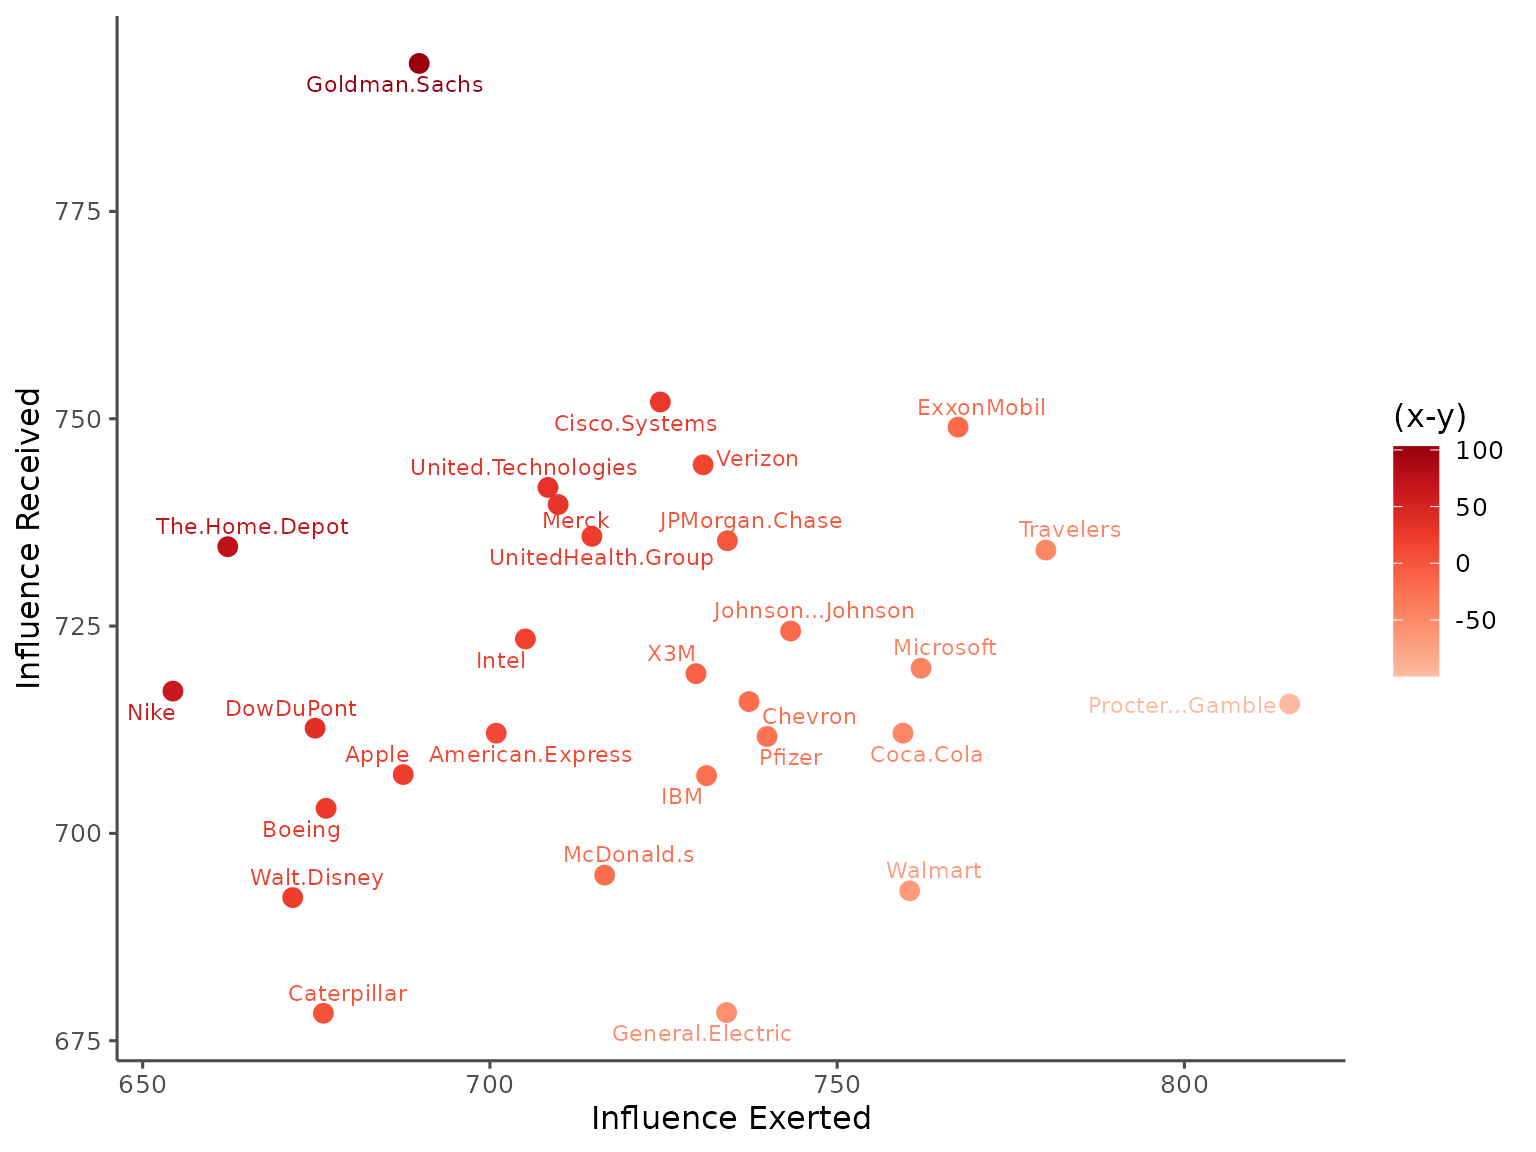 Goldman.Sachs
775
Influence Received
750
ExxonMobil
Cisco.Systems
(x-y)
100
Verizon
United.Technologies
50
Merck
JPMorgan.Chase
The.Home.Depot
Travelers
UnitedHealth.Group
0
Johnson...Johnson
-50
725
Microsoft
X3M
Intel
Procter...Gamble
DowDuPont
Nike
Chevron
Apple
American.Express
Pfizer
Coca.Cola
IBM
Boeing
700
McDonald.s
Walmart
Walt.Disney
Caterpillar
General.Electric
675
650
700
750
800
Influence Exerted